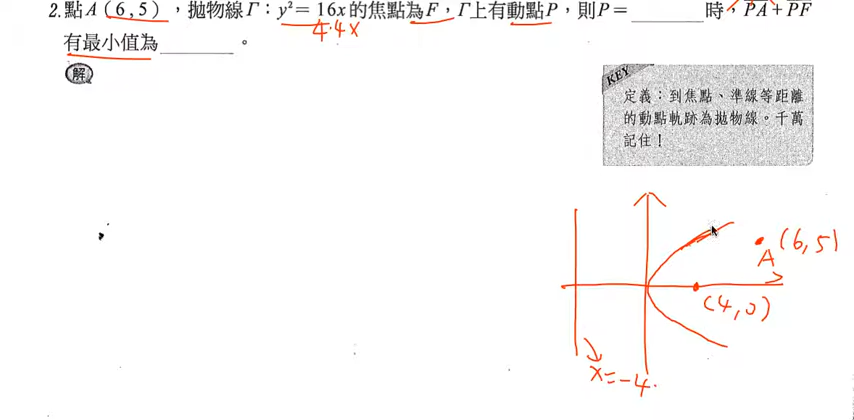 2.點A(6,5),拋物線Γ:y²=16x的焦點為F,Γ上有動點P,則P=______時,PA+PF
4·4x
有最小值為______。
解
KEY
定義:到焦點、準線等距離
的動點軌跡為拋物線。千萬
記住!
A(6,5)
(4,0)
x=-4